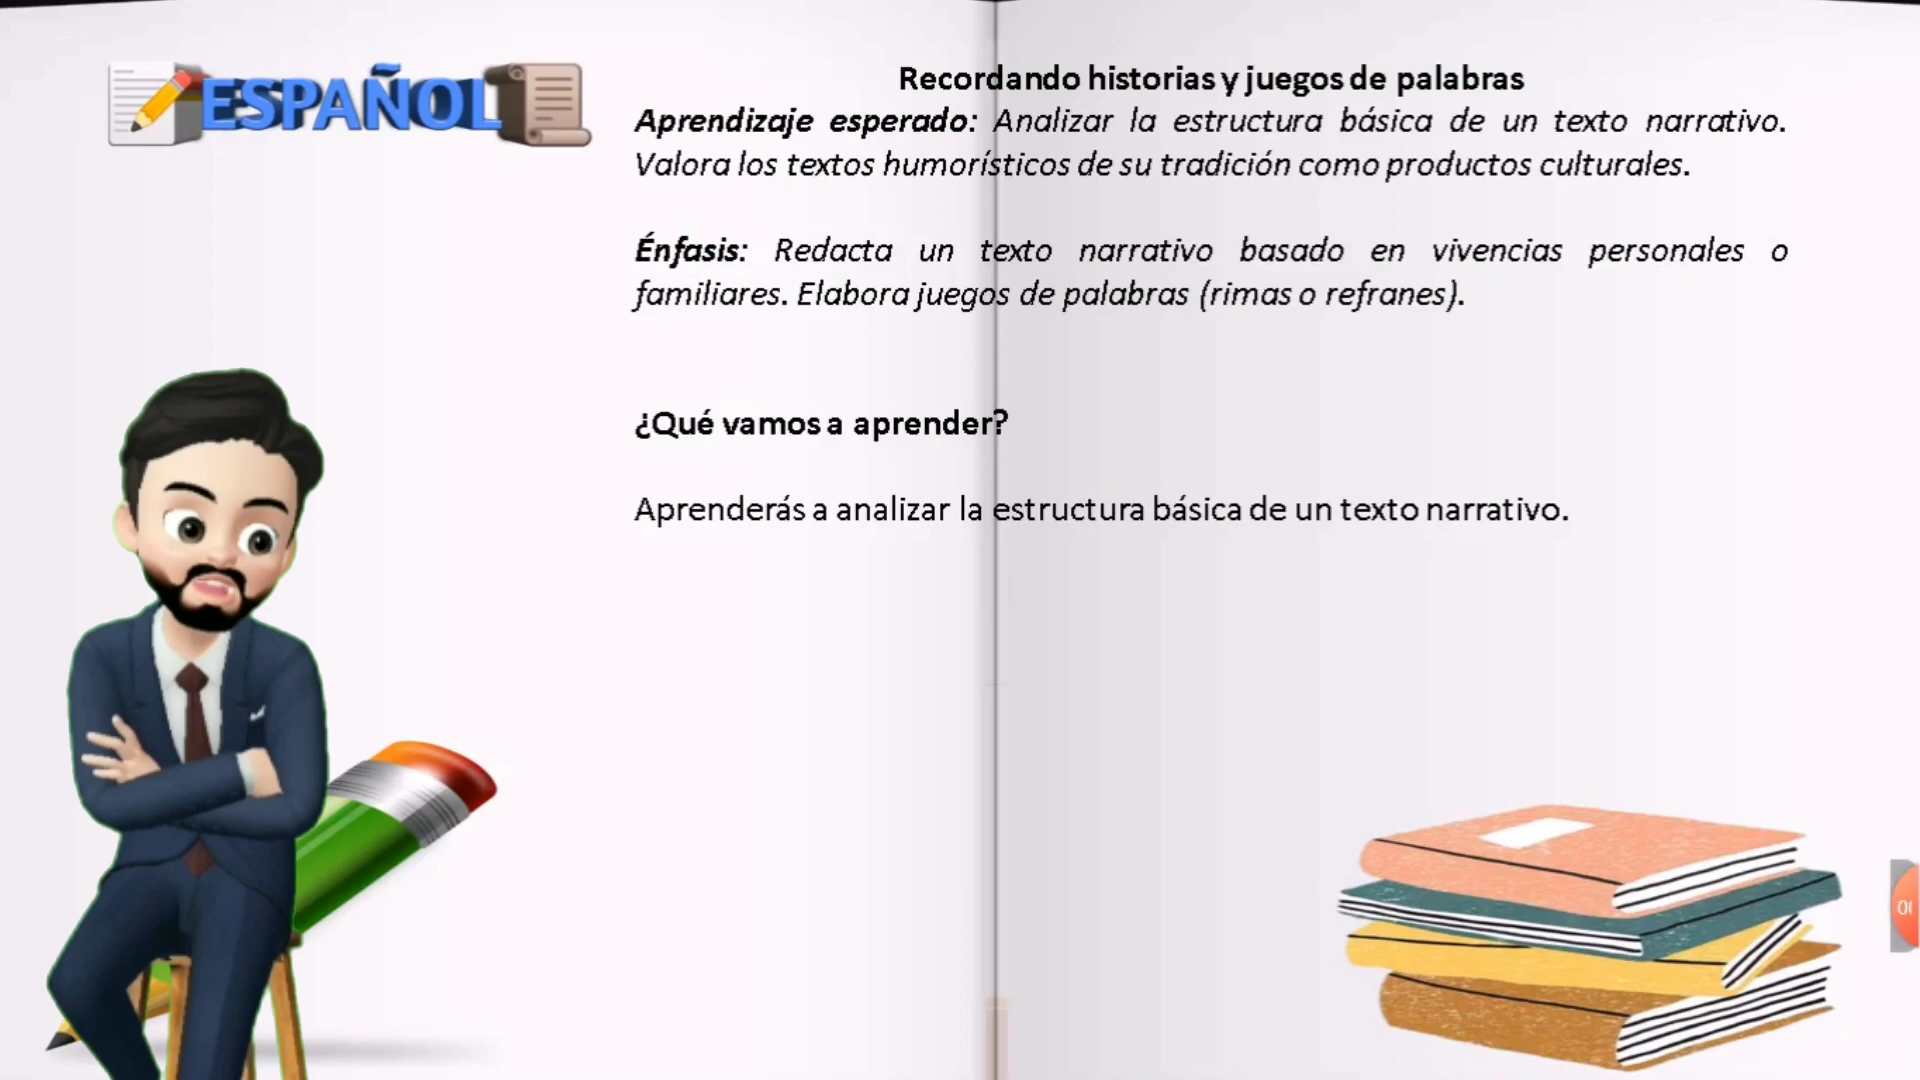 ESPAÑOL
Recordando historias y juegos de palabras
Aprendizaje esperado: Analizar la estructura básica de un texto narrativo.
Valora los textos humorísticos de su tradición como productos culturales.
Énfasis: Redacta un texto narrativo basado en vivencias personales o
familiares. Elabora juegos de palabras (rimas o refranes).
¿Qué vamos a aprender?
Aprenderás a analizar la estructura básica de un texto narrativo.